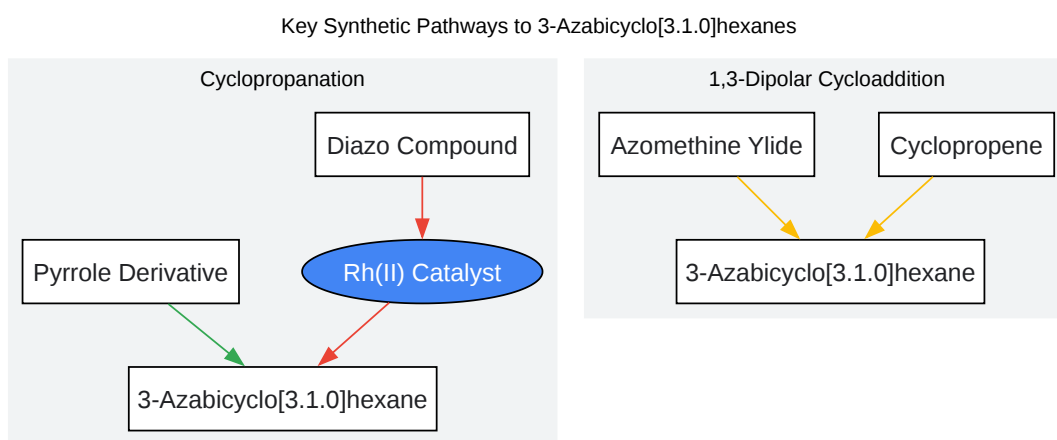 Key Synthetic Pathways to 3-Azabicyclo[3.1.0]hexanes
Cyclopropanation
Diazo Compound
Pyrrole Derivative
Rh(II) Catalyst
3-Azabicyclo[3.1.0]hexane
1,3-Dipolar Cycloaddition
Azomethine Ylide
Cyclopropene
3-Azabicyclo[3.1.0]hexane